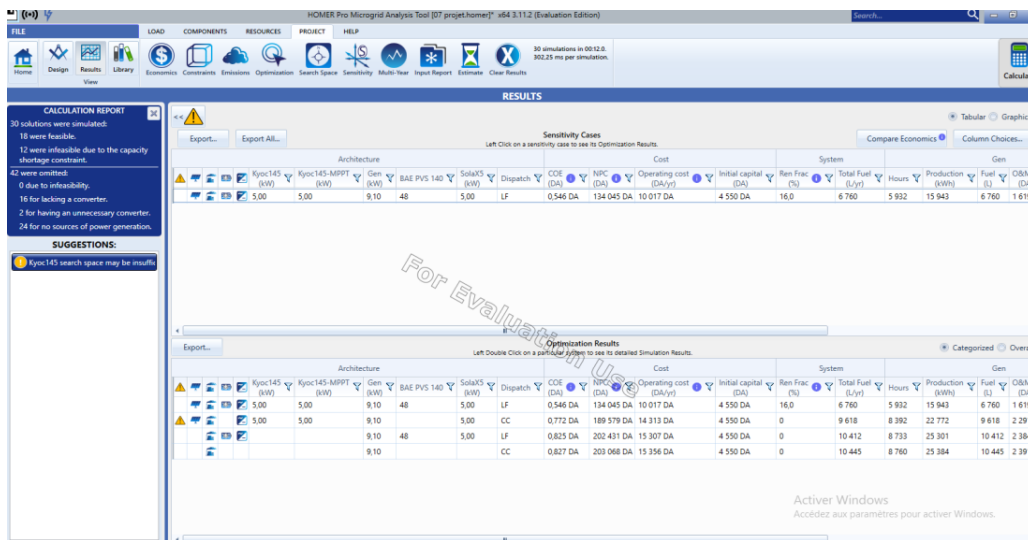 HOMER Pro Microgrid Analysis Tool [07 projet.homer]* x64 3.11.2 (Evaluation Edition)
Search...
FILE
LOAD COMPONENTS RESOURCES PROJECT HELP
Home Design Results Library Economics Constraints Emissions Optimization Search Space Sensitivity Multi-Year Input Report Estimate Clear Results
View
30 simulations in 00:12.0.
302.25 ms per simulation.
Calcula
RESULTS
CALCULATION REPORT
30 solutions were simulated:
18 were feasible.
12 were infeasible due to the capacity
shortage constraint.
42 were omitted:
0 due to infeasibility.
16 for lacking a converter.
2 for having an unnecessary converter.
24 for no sources of power generation.
SUGGESTIONS:
Kyoc145 search space may be insuffi
<<
Tabular Graphic
Export... Export All...
Sensitivity Cases
Left Click on a sensitivity case to see its Optimization Results.
Compare Economics Column Choices...
Architecture Cost System Gen
Kyoc145 (kW) Kyoc145-MPPT (kW) Gen (kW) BAE PVS 140 SolaX5 (kW) Dispatch COE (DA) NPC (DA) Operating cost (DA/yr) Initial capital (DA) Ren Frac (%) Total Fuel (L/yr) Hours Production (kWh) Fuel (L) O&M (DA
5,00 5,00 9,10 48 5,00 LF 0,546 DA 134 045 DA 10 017 DA 4 550 DA 16,0 6 760 5 932 15 943 6 760 1 61
For Evaluation Use
Export...
Optimization Results
Left Double Click on a particular system to see its detailed Simulation Results.
Categorized Overa
Architecture Cost System Gen
Kyoc145 (kW) Kyoc145-MPPT (kW) Gen (kW) BAE PVS 140 SolaX5 (kW) Dispatch COE (DA) NPC (DA) Operating cost (DA/yr) Initial capital (DA) Ren Frac (%) Total Fuel (L/yr) Hours Production (kWh) Fuel (L) O&M (DA
5,00 5,00 9,10 48 5,00 LF 0,546 DA 134 045 DA 10 017 DA 4 550 DA 16,0 6 760 5 932 15 943 6 760 1 619
5,00 5,00 9,10 5,00 CC 0,772 DA 189 579 DA 14 313 DA 4 550 DA 0 9 618 8 392 22 772 9 618 2 29
9,10 48 5,00 LF 0,825 DA 202 431 DA 15 307 DA 4 550 DA 0 10 412 8 733 25 301 10 412 2 384
9,10 CC 0,827 DA 203 068 DA 15 356 DA 4 550 DA 0 10 445 8 760 25 384 10 445 2 39
Activer Windows
Accédez aux paramètres pour activer Windows.